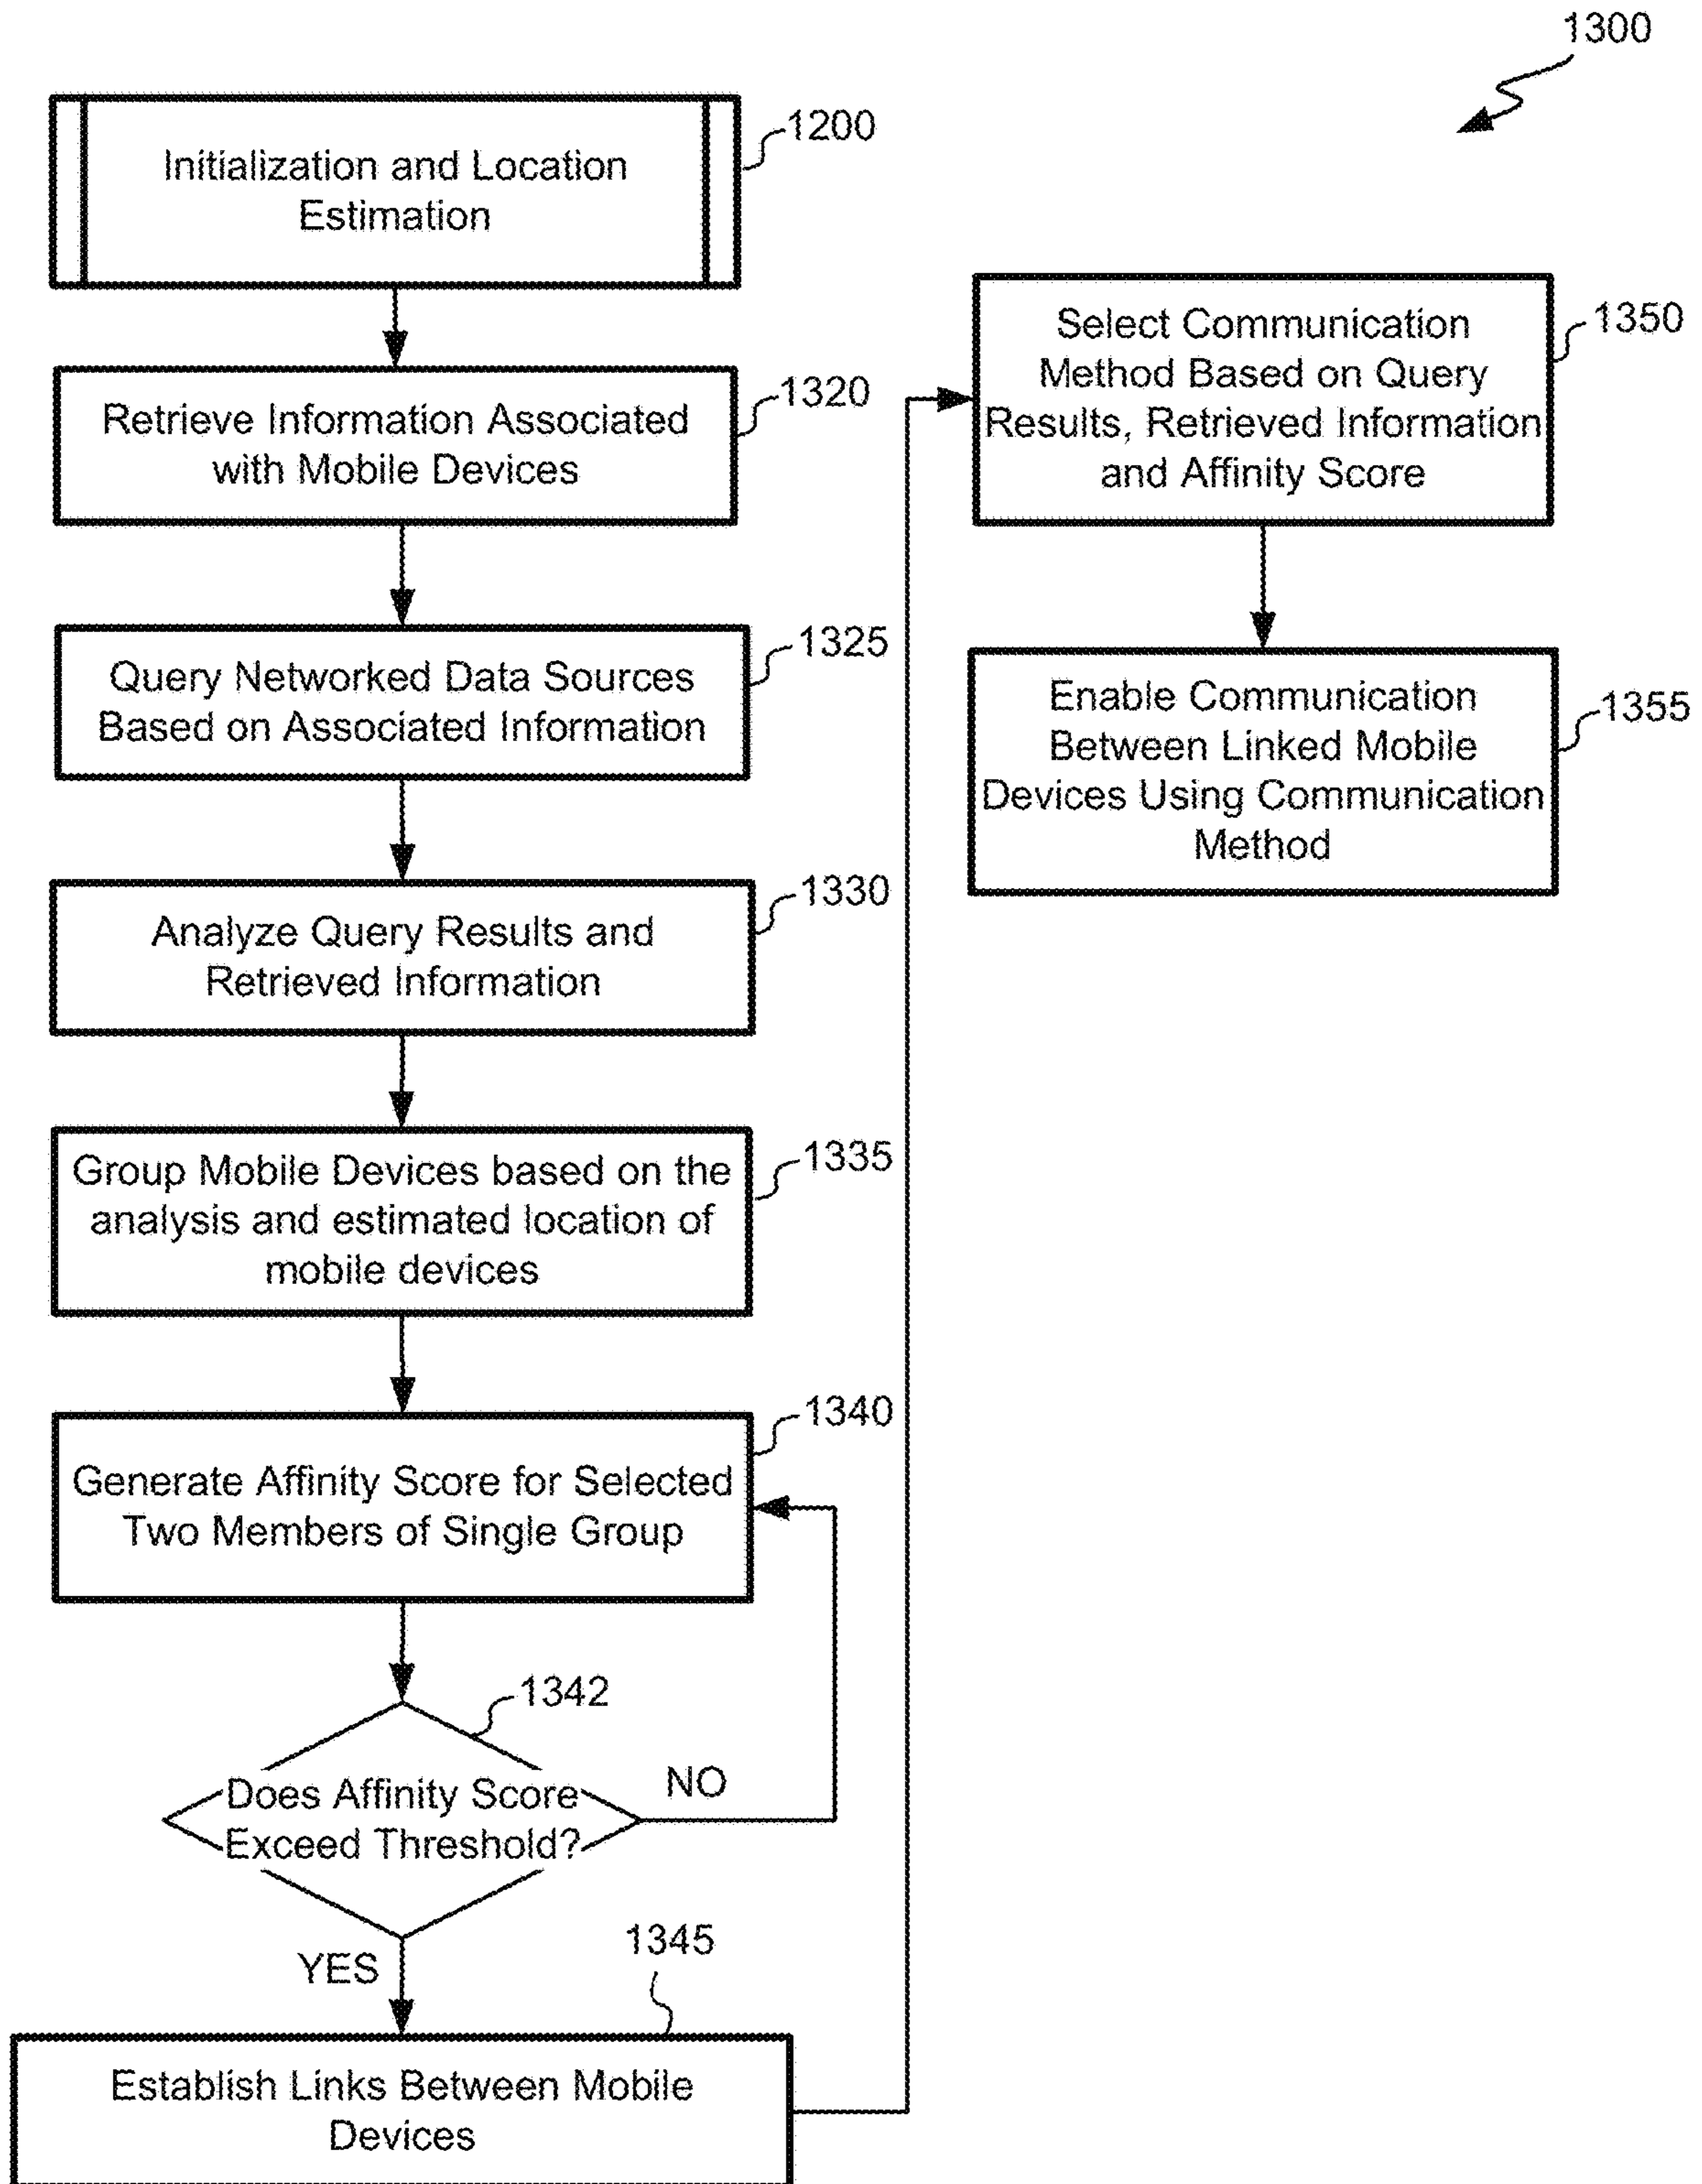 1300
1200
Initialization and Location
Estimation
1320
Retrieve Information Associated
with Mobile Devices
1325
Query Networked Data Sources
Based on Associated Information
1330
Analyze Query Results and
Retrieved Information
1335
Group Mobile Devices based on the
analysis and estimated location of
mobile devices
1340
Generate Affinity Score for Selected
Two Members of Single Group
1342
Does Affinity Score
Exceed Threshold?
NO
YES
1345
Establish Links Between Mobile
Devices
1350
Select Communication
Method Based on Query
Results, Retrieved Information
and Affinity Score
1355
Enable Communication
Between Linked Mobile
Devices Using Communication
Method